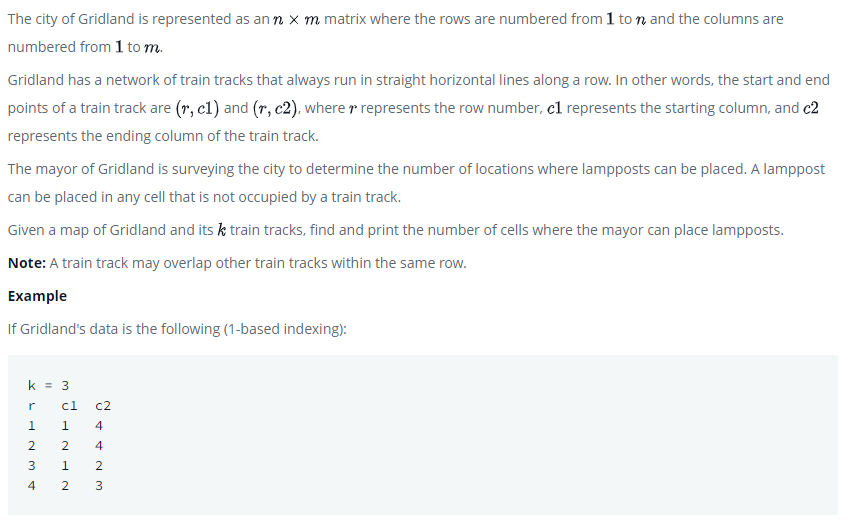 The city of Gridland is represented as an n × m matrix where the rows are numbered from 1 to n and the columns are
numbered from 1 to m.
Gridland has a network of train tracks that always run in straight horizontal lines along a row. In other words, the start and end
points of a train track are (r, c1) and (r, c2), where r represents the row number, c1 represents the starting column, and c2
represents the ending column of the train track.
The mayor of Gridland is surveying the city to determine the number of locations where lampposts can be placed. A lamppost
can be placed in any cell that is not occupied by a train track.
Given a map of Gridland and its k train tracks, find and print the number of cells where the mayor can place lampposts.
Note: A train track may overlap other train tracks within the same row.
Example
If Gridland's data is the following (1-based indexing):
k = 3
r c1 c2
1 1 4
2 2 4
3 1 2
4 2 3